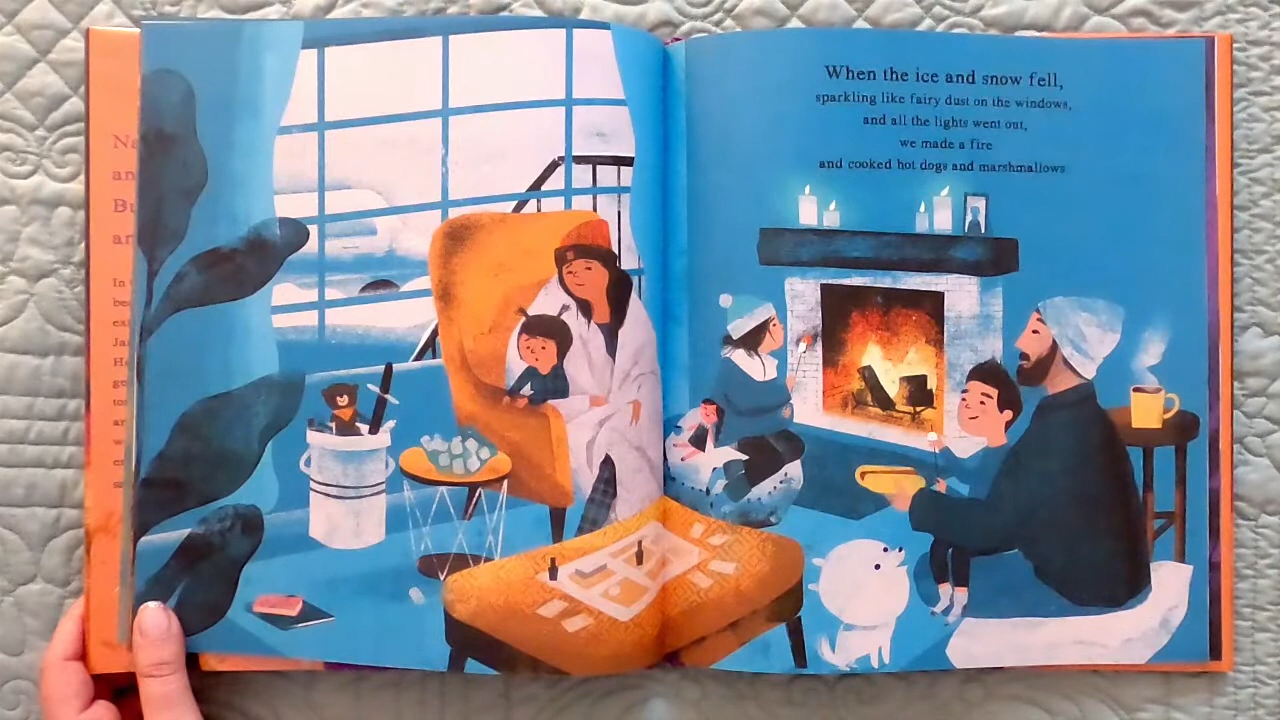 When the ice and snow fell,
sparkling like fairy dust on the windows,
and all the lights went out,
we made a fire
and cooked hot dogs and marshmallows